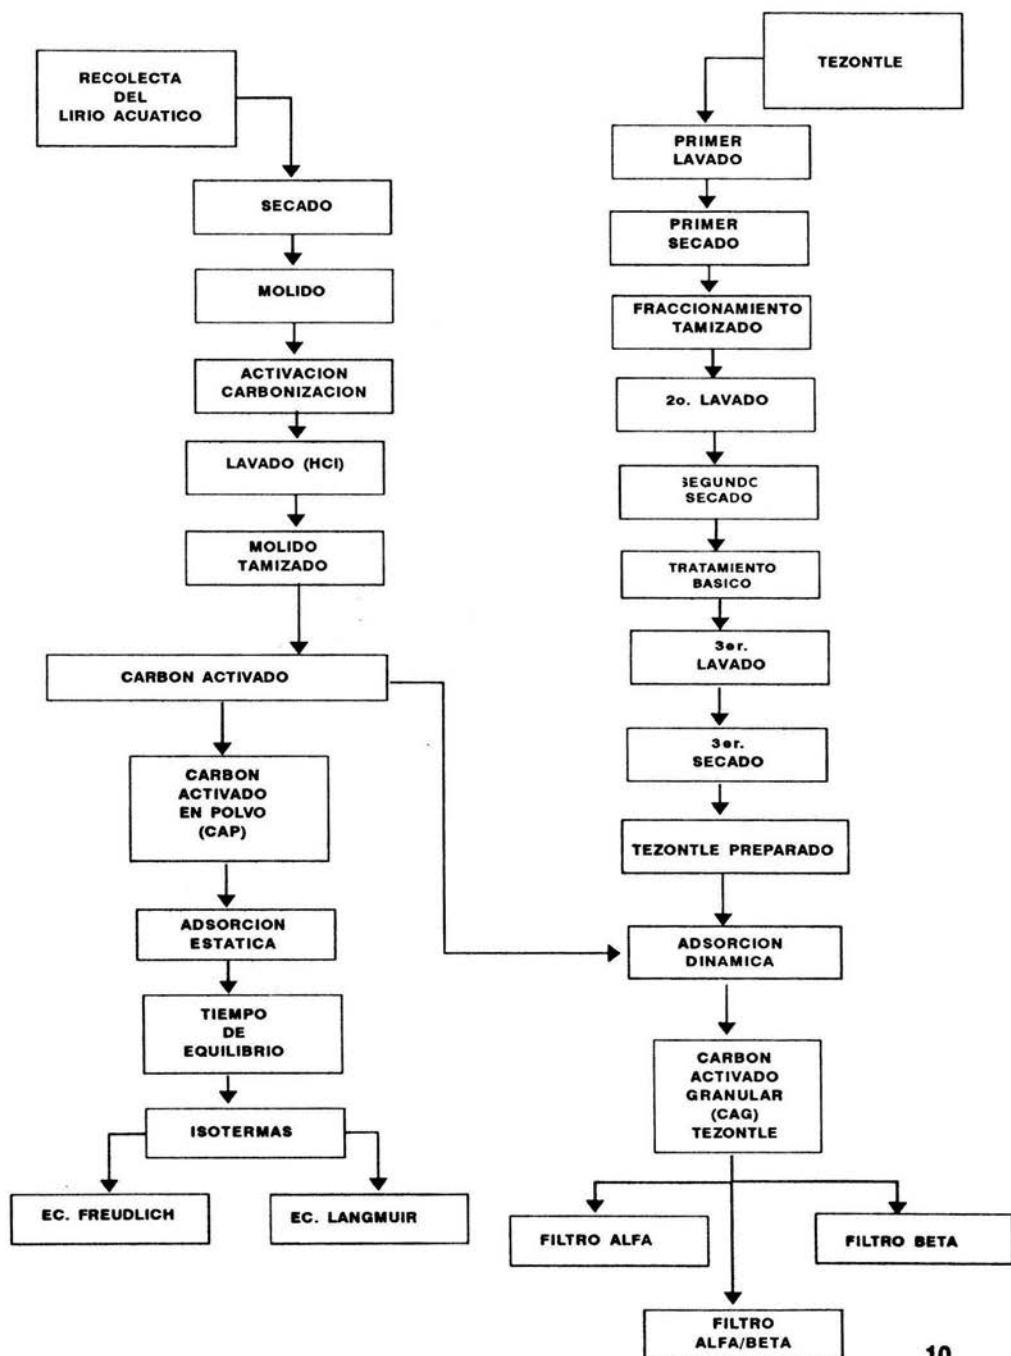 RECOLECTA
DEL
LIRIO ACUATICO
SECADO
MOLIDO
ACTIVACION
CARBONIZACION
LAVADO (HCl)
MOLIDO
TAMIZADO
CARBON ACTIVADO
CARBON
ACTIVADO
EN POLVO
(CAP)
ADSORCION
ESTATICA
TIEMPO
DE
EQUILIBRIO
ISOTERMAS
EC. FREUDLICH
EC. LANGMUIR
TEZONTLE
PRIMER
LAVADO
PRIMER
SECADO
FRACCIONAMIENTO
TAMIZADO
2o. LAVADO
SEGUNDO
SECADO
TRATAMIENTO
BASICO
3er.
LAVADO
3er.
SECADO
TEZONTLE PREPARADO
ADSORCION
DINAMICA
CARBON
ACTIVADO
GRANULAR
(CAG)
TEZONTLE
FILTRO ALFA
FILTRO BETA
FILTRO
ALFA/BETA
10